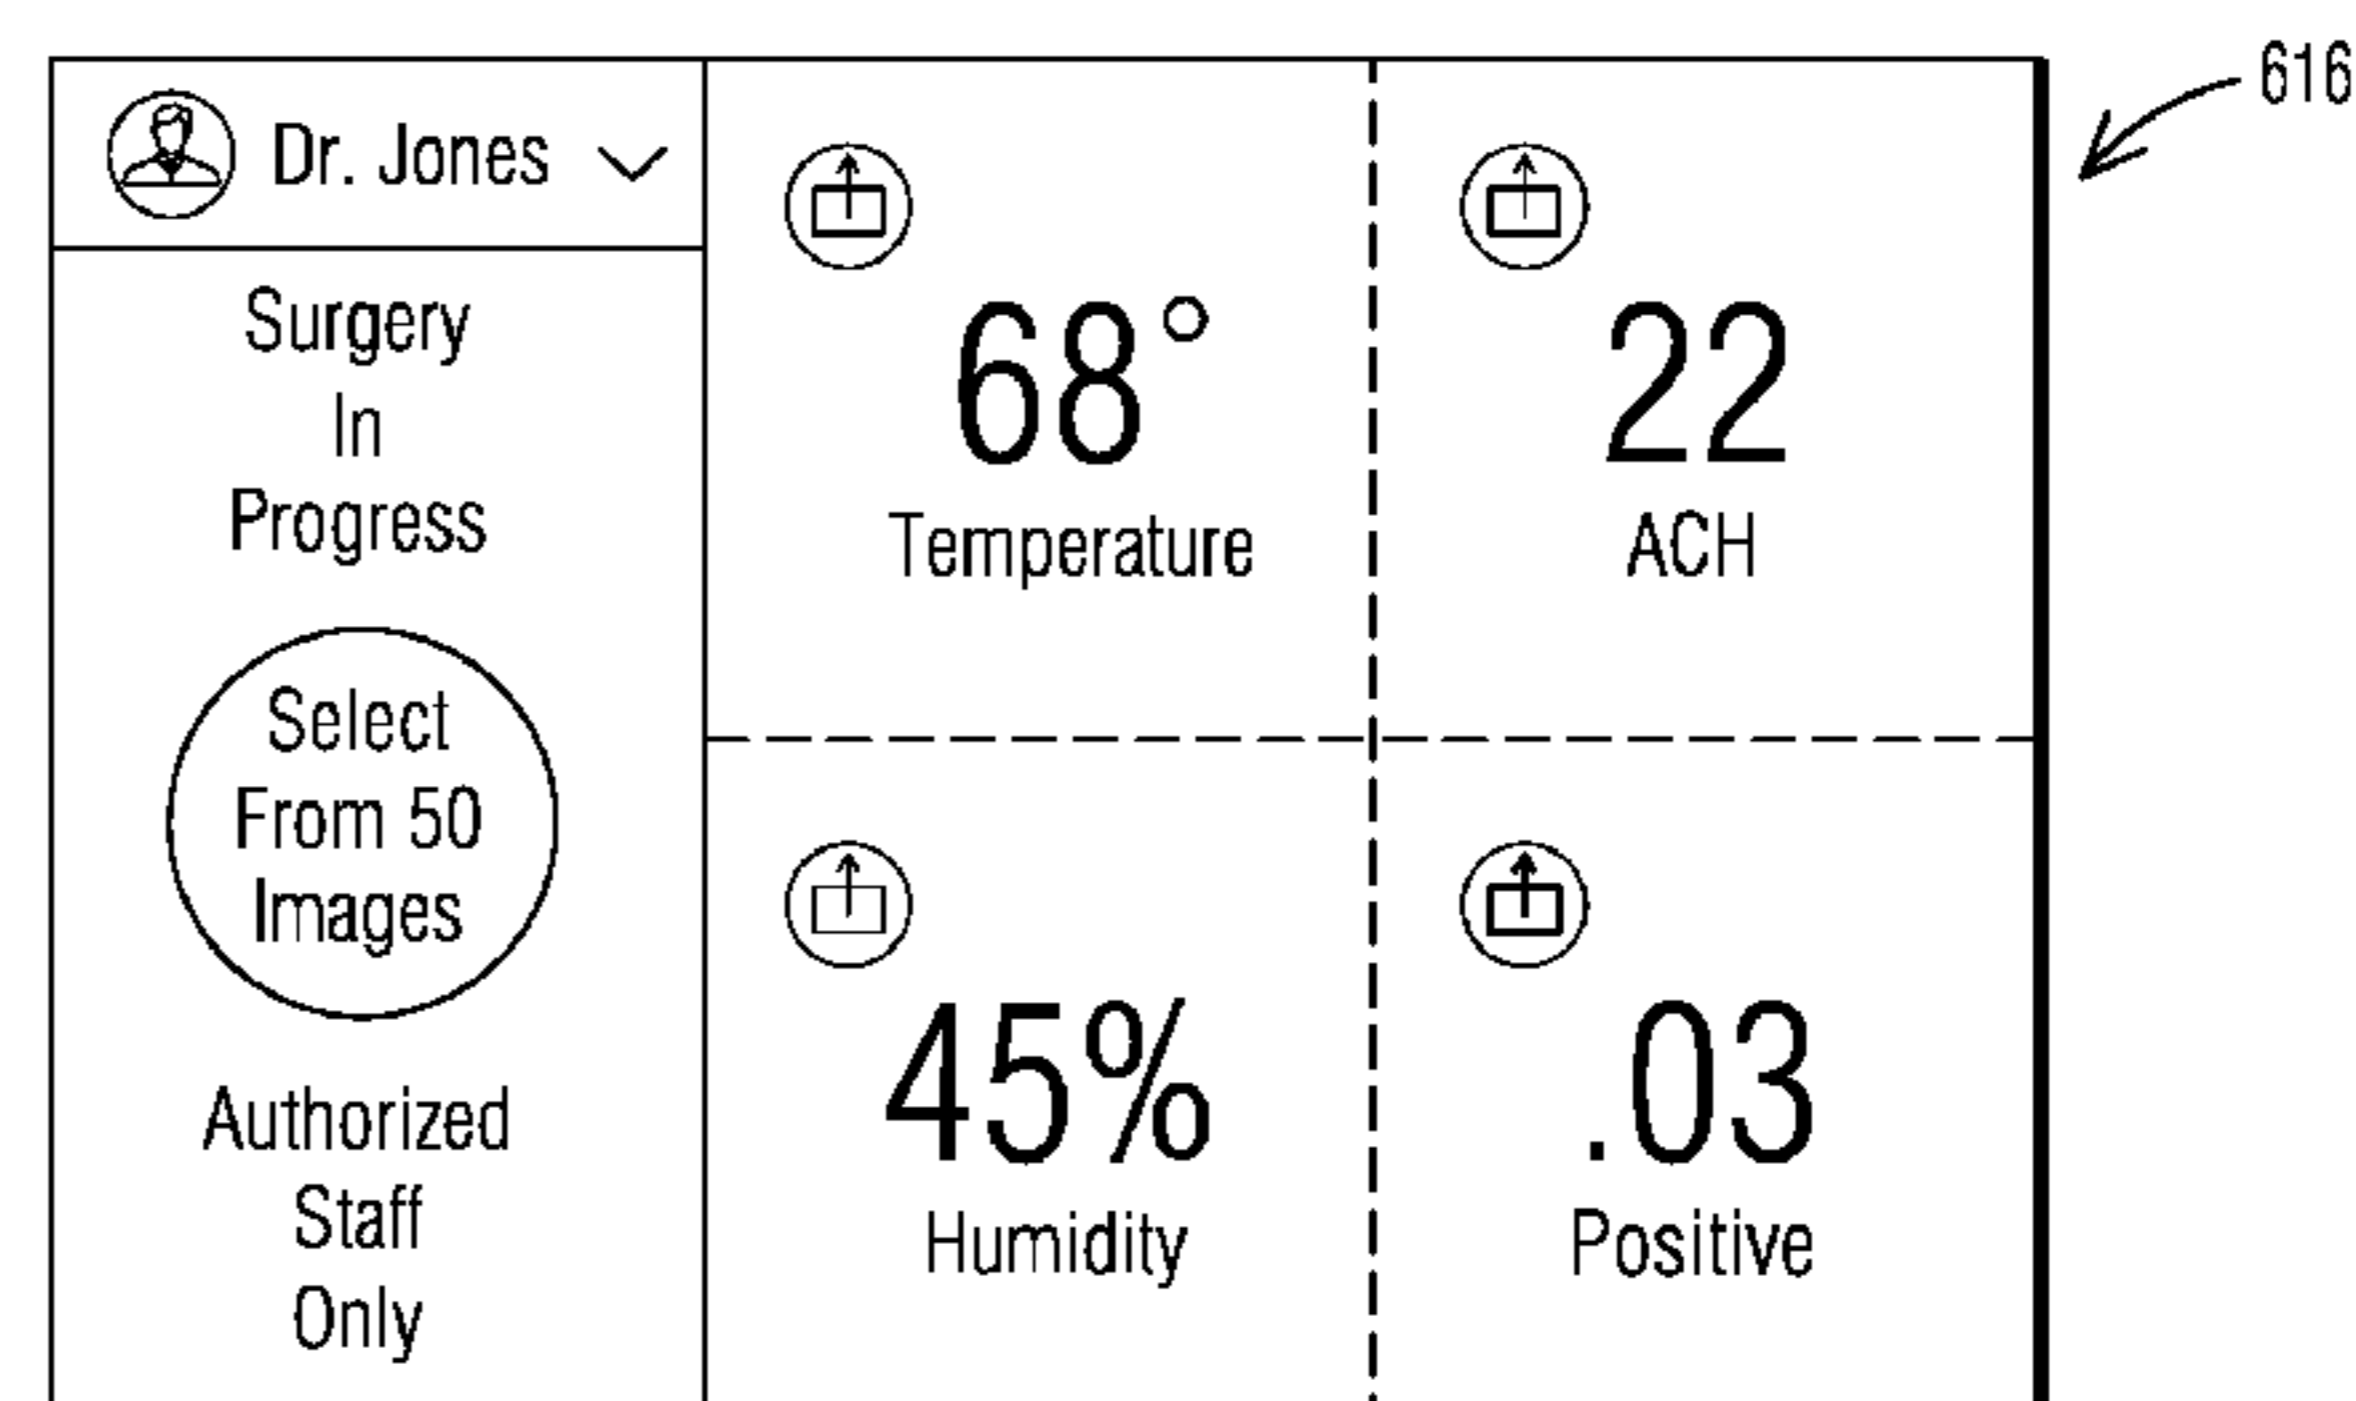 616
Dr. Jones
Surgery
In
Progress
Select
From 50
Images
Authorized
Staff
Only
68°
Temperature
22
ACH
45%
Humidity
.03
Positive